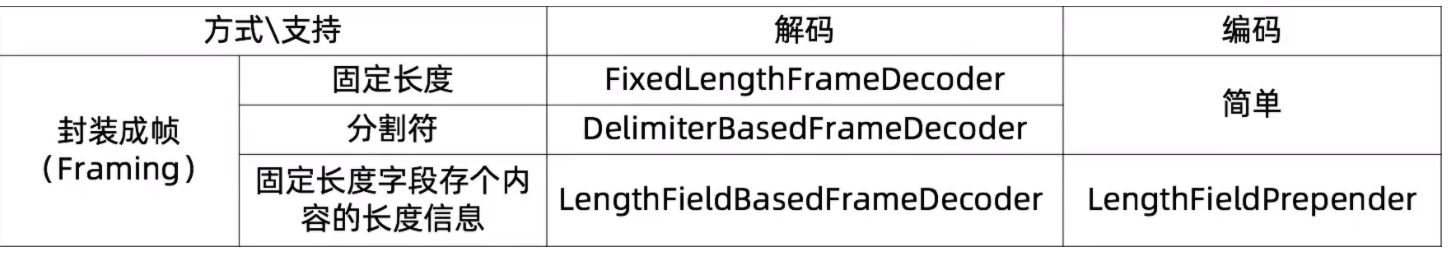 方式\支持
解码
编码
封装成帧
（Framing）
固定长度
FixedLengthFrameDecoder
简单
分割符
DelimiterBasedFrameDecoder
固定长度字段存个内
容的长度信息
LengthFieldBasedFrameDecoder
LengthFieldPrepender